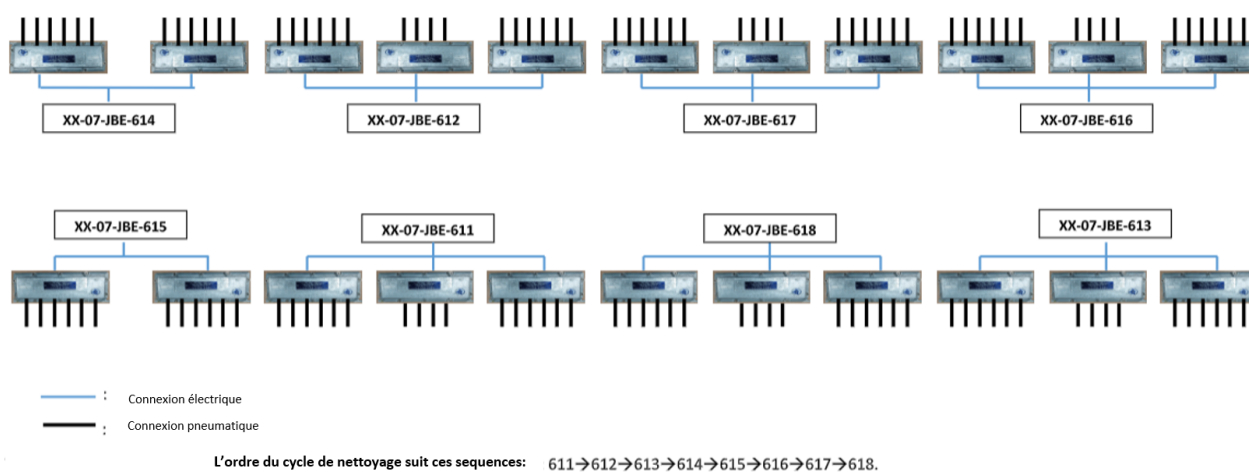 XX-07-JBE-614
XX-07-JBE-612
XX-07-JBE-617
XX-07-JBE-616
XX-07-JBE-615
XX-07-JBE-611
XX-07-JBE-618
XX-07-JBE-613
: Connexion électrique
: Connexion pneumatique
L’ordre du cycle de nettoyage suit ces sequences: 611→612→613→614→615→616→617→618.